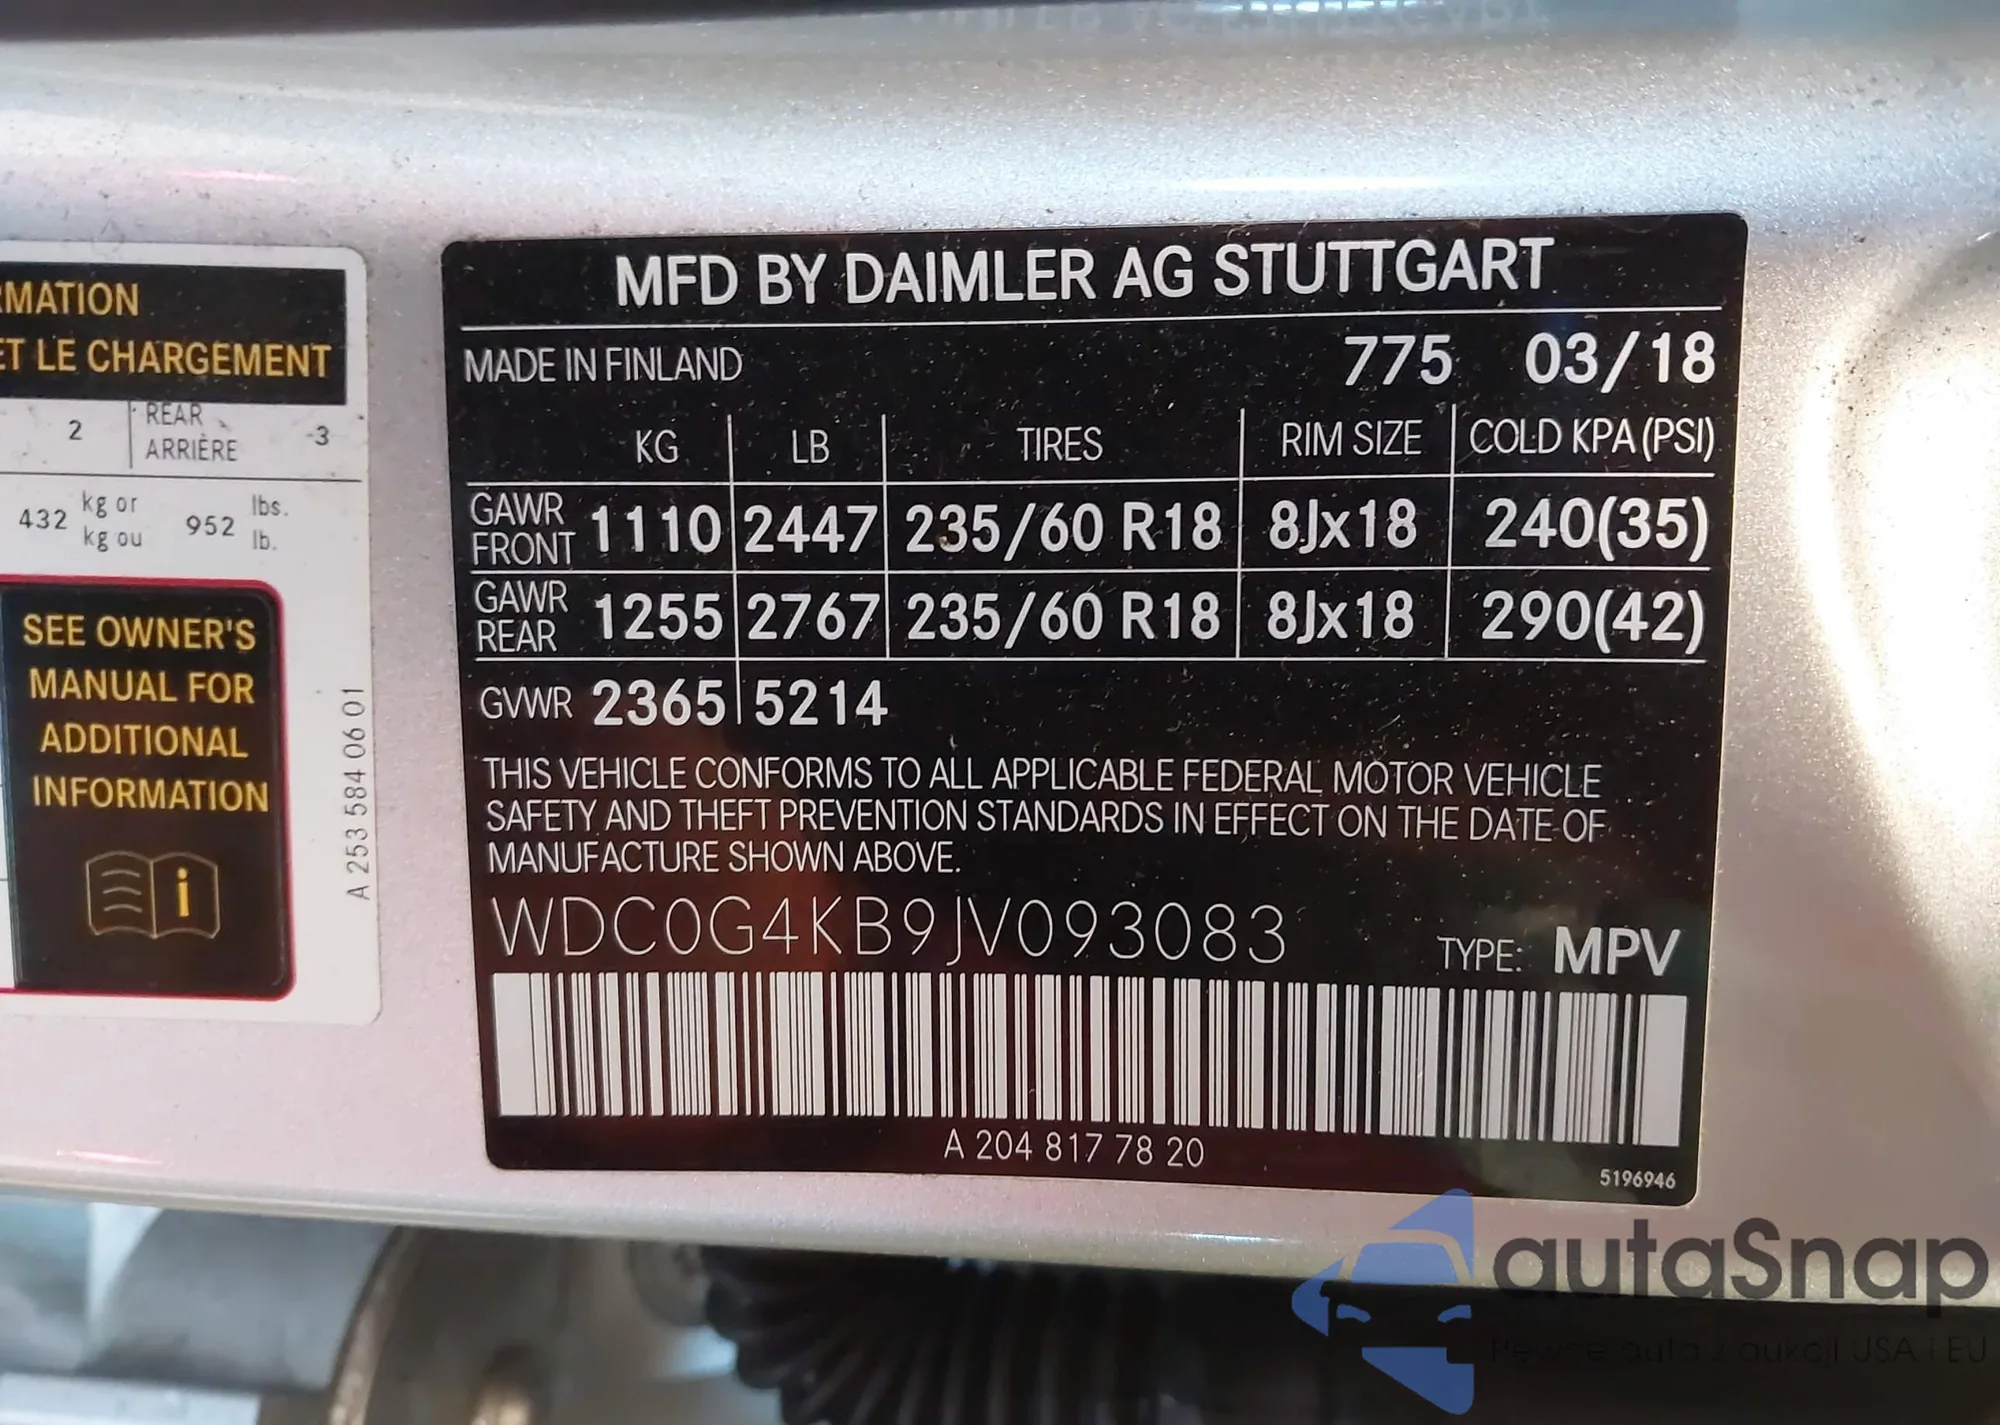 RMATION
ET LE CHARGEMENT
2
REAR
ARRIÈRE
3
432 kg or
kg ou
952 lbs.
lb.
SEE OWNER'S
MANUAL FOR
ADDITIONAL
INFORMATION
i
A 253 584 06 01
MFD BY DAIMLER AG STUTTGART
MADE IN FINLAND 775 03/18
KG LB TIRES RIM SIZE COLD KPA (PSI)
GAWR
FRONT 1110 2447 235/60 R18 8Jx18 240(35)
GAWR
REAR 1255 2767 235/60 R18 8Jx18 290(42)
GVWR 2365 5214
THIS VEHICLE CONFORMS TO ALL APPLICABLE FEDERAL MOTOR VEHICLE
SAFETY AND THEFT PREVENTION STANDARDS IN EFFECT ON THE DATE OF
MANUFACTURE SHOWN ABOVE.
WDC0G4KB9JV093083 TYPE: MPV
A 204 817 78 20
5196946
autaSnap
Pewne auta z aukcji USA i EU